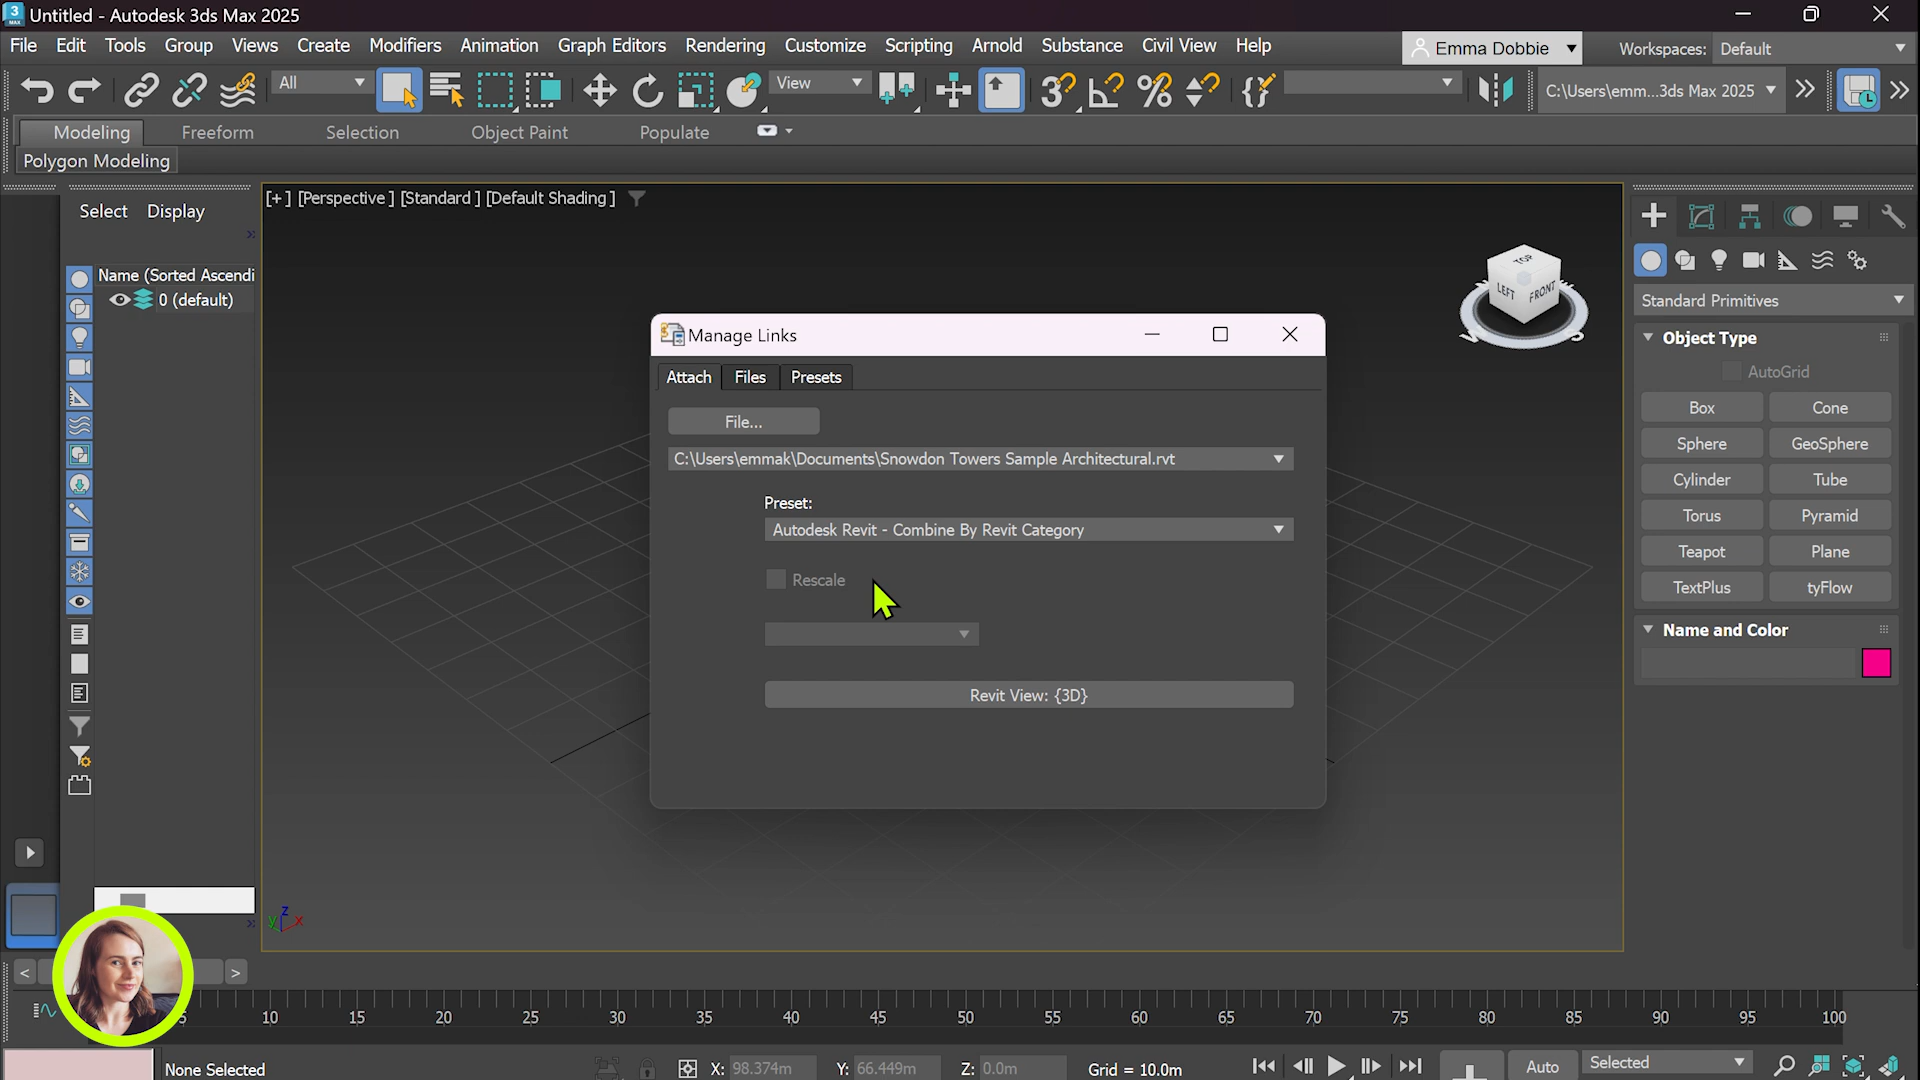 Untitled - Autodesk 3ds Max 2025
File Edit Tools Group Views Create Modifiers Animation Graph Editors Rendering Customize Scripting Arnold Substance Civil View Help
Emma Dobbie
Workspaces: Default
All
View
C:\Users\emm...3ds Max 2025
Modeling Freeform Selection Object Paint Populate
Polygon Modeling
[+] [Perspective ] [Standard ] [Default Shading ]
Select Display
Name (Sorted Ascendi
0 (default)
TOP
LEFT FRONT
Manage Links
Attach Files Presets
File...
C:\Users\emmak\Documents\Snowdon Towers Sample Architectural.rvt
Preset:
Autodesk Revit - Combine By Revit Category
Rescale
Revit View: {3D}
Standard Primitives
Object Type
AutoGrid
Box Cone
Sphere GeoSphere
Cylinder Tube
Torus Pyramid
Teapot Plane
TextPlus tyFlow
Name and Color
z
y x
< >
5 10 15 20 25 30 35 40 45 50 55 60 65 70 75 80 85 90 95 100
None Selected
X: 98.374m Y: 66.449m Z: 0.0m Grid = 10.0m
Auto Selected